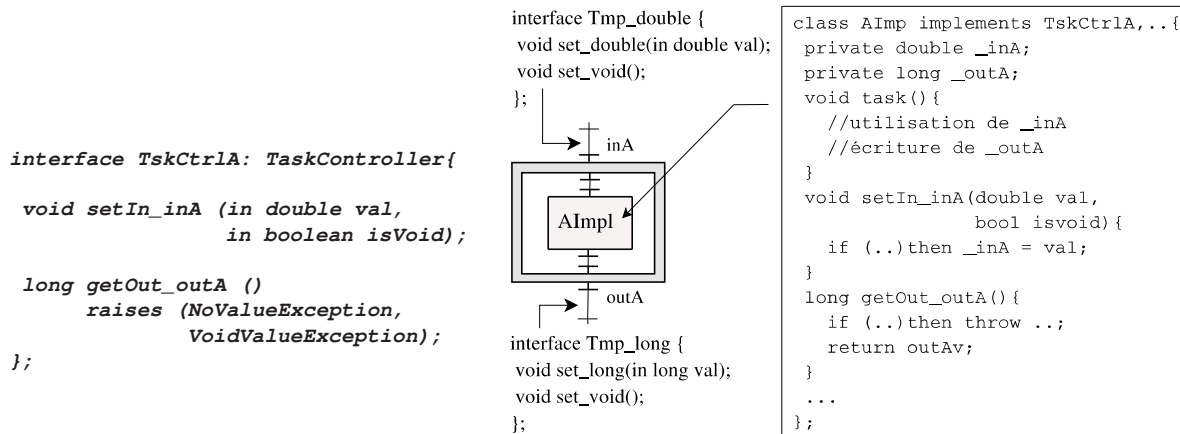 interface TskCtrlA: TaskController{
void setIn_inA (in double val,
in boolean isVoid);
long getOut_outA ()
raises (NoValueException,
VoidValueException);
};
interface Tmp_double {
void set_double(in double val);
void set_void();
};
inA
AImpl
outA
interface Tmp_long {
void set_long(in long val);
void set_void();
};
class AImp implements TskCtrlA,..{
private double _inA;
private long _outA;
void task(){
//utilisation de _inA
//écriture de _outA
}
void setIn_inA(double val,
bool isvoid){
if (..)then _inA = val;
}
long getOut_outA(){
if (..)then throw ..;
return outAv;
}
...
};